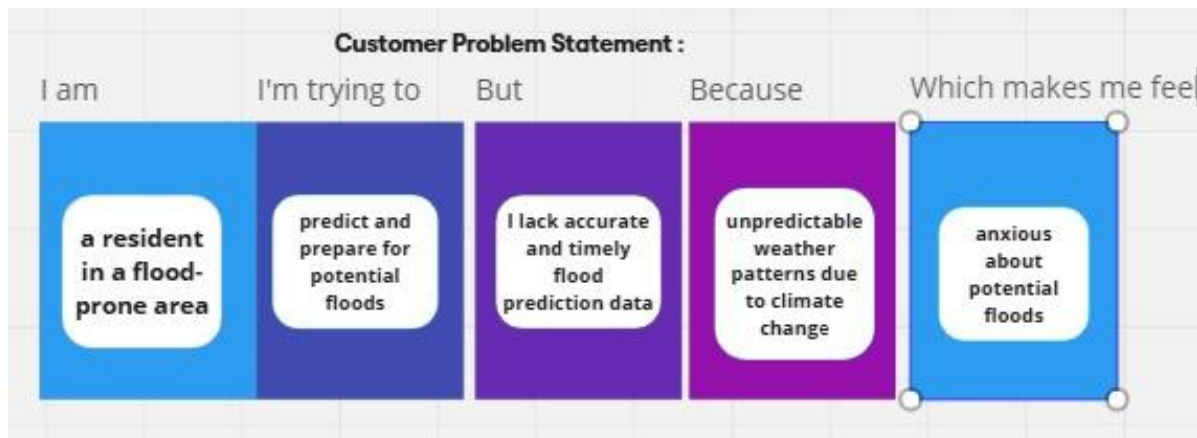 Customer Problem Statement :
I am
I'm trying to
But
Because
Which makes me feel
a resident
in a flood-
prone area
predict and
prepare for
potential
floods
I lack accurate
and timely
flood
prediction data
unpredictable
weather
patterns due
to climate
change
anxious
about
potential
floods